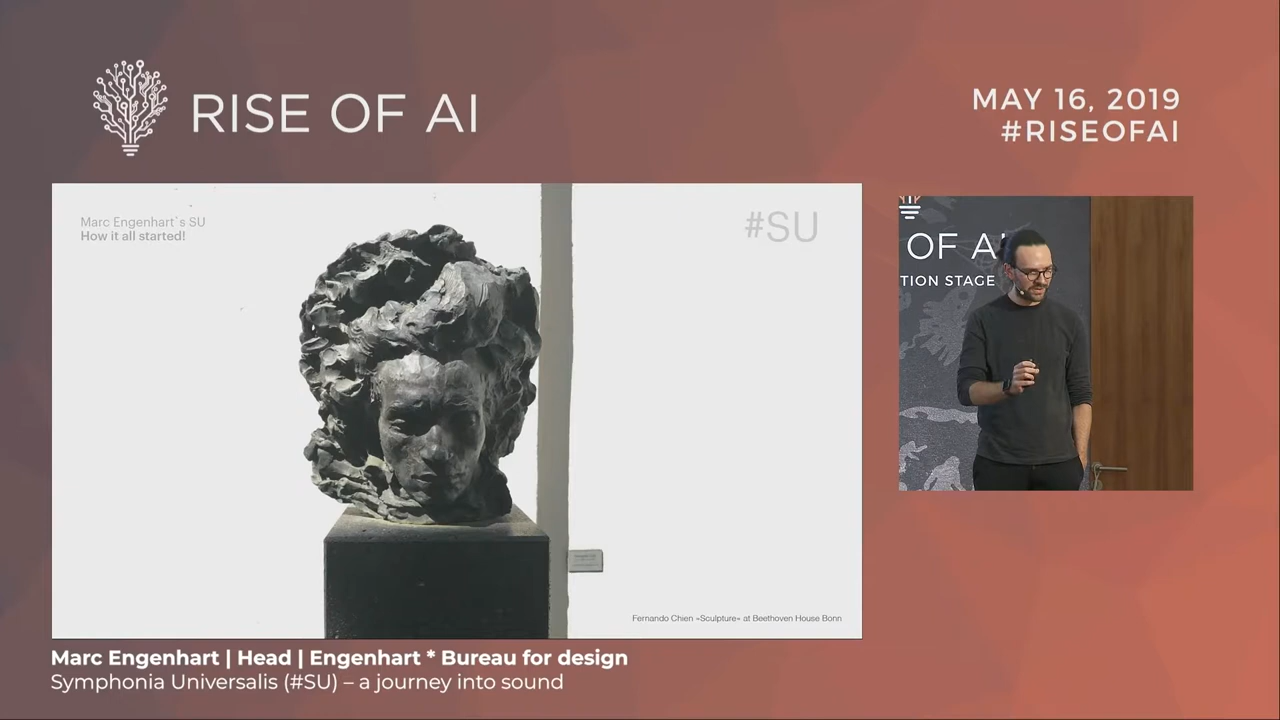 RISE OF AI
MAY 16, 2019
#RISEOFAI
Marc Engenhart`s SU
How it all started!
#SU
OF A
TION STAGE
Fernando Chien »Sculpture« at Beethoven House Bonn
Marc Engenhart | Head | Engenhart * Bureau for design
Symphonia Universalis (#SU) – a journey into sound